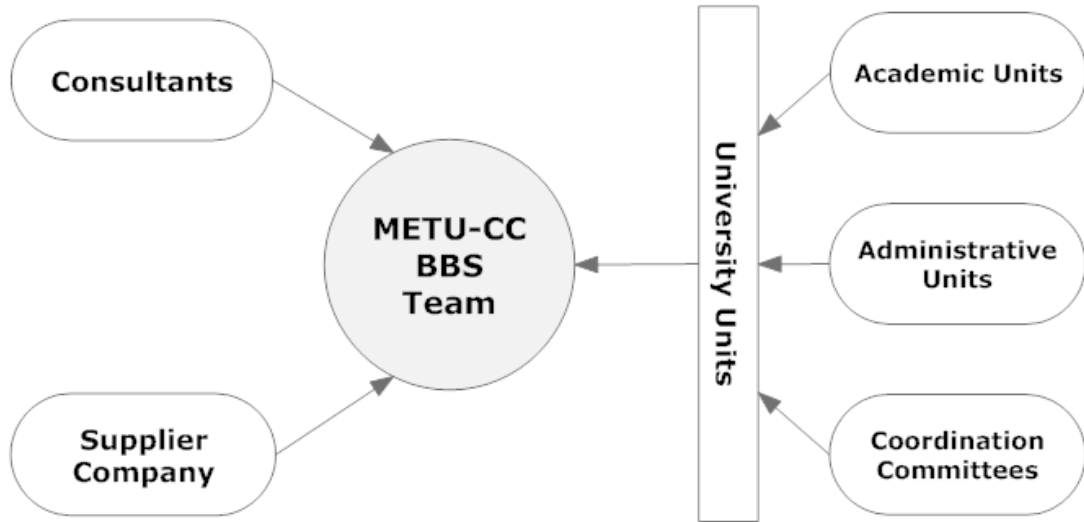 Consultants
Supplier
Company
METU-CC
BBS
Team
University Units
Academic Units
Administrative
Units
Coordination
Committees